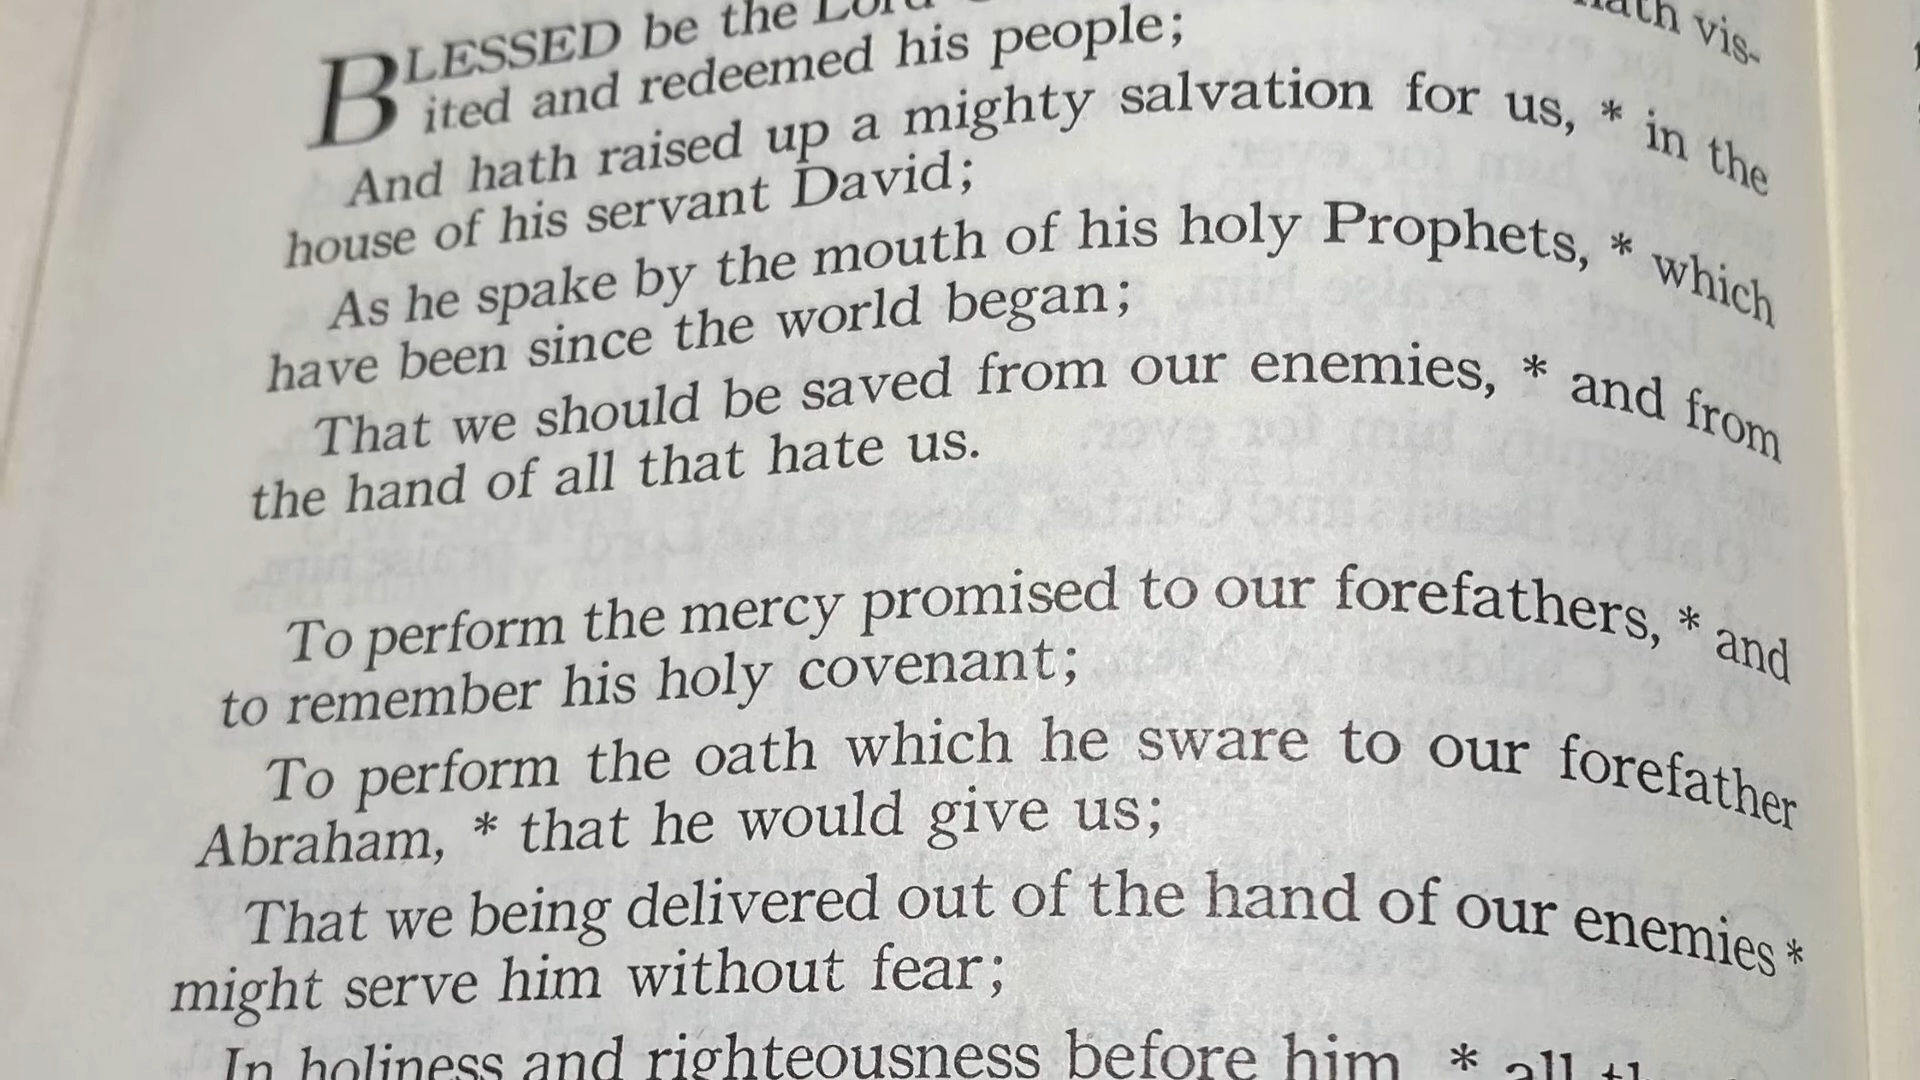 BLESSED be the Lord hath vis-
ited and redeemed his people;
And hath raised up a mighty salvation for us, * in the
house of his servant David;
As he spake by the mouth of his holy Prophets, * which
have been since the world began;
That we should be saved from our enemies, * and from
the hand of all that hate us.
To perform the mercy promised to our forefathers, * and
to remember his holy covenant;
To perform the oath which he sware to our forefather
Abraham, * that he would give us;
That we being delivered out of the hand of our enemies *
might serve him without fear;
In holiness and righteousness before him, * all